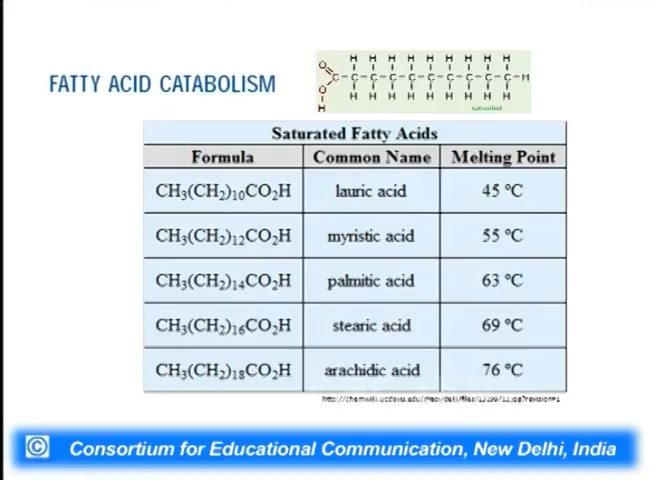 FATTY ACID CATABOLISM
Saturated Fatty Acids
Formula Common Name Melting Point
CH₃(CH₂)₁₀CO₂H lauric acid 45 °C
CH₃(CH₂)₁₂CO₂H myristic acid 55 °C
CH₃(CH₂)₁₄CO₂H palmitic acid 63 °C
CH₃(CH₂)₁₆CO₂H stearic acid 69 °C
CH₃(CH₂)₁₈CO₂H arachidic acid 76 °C
© Consortium for Educational Communication, New Delhi, India